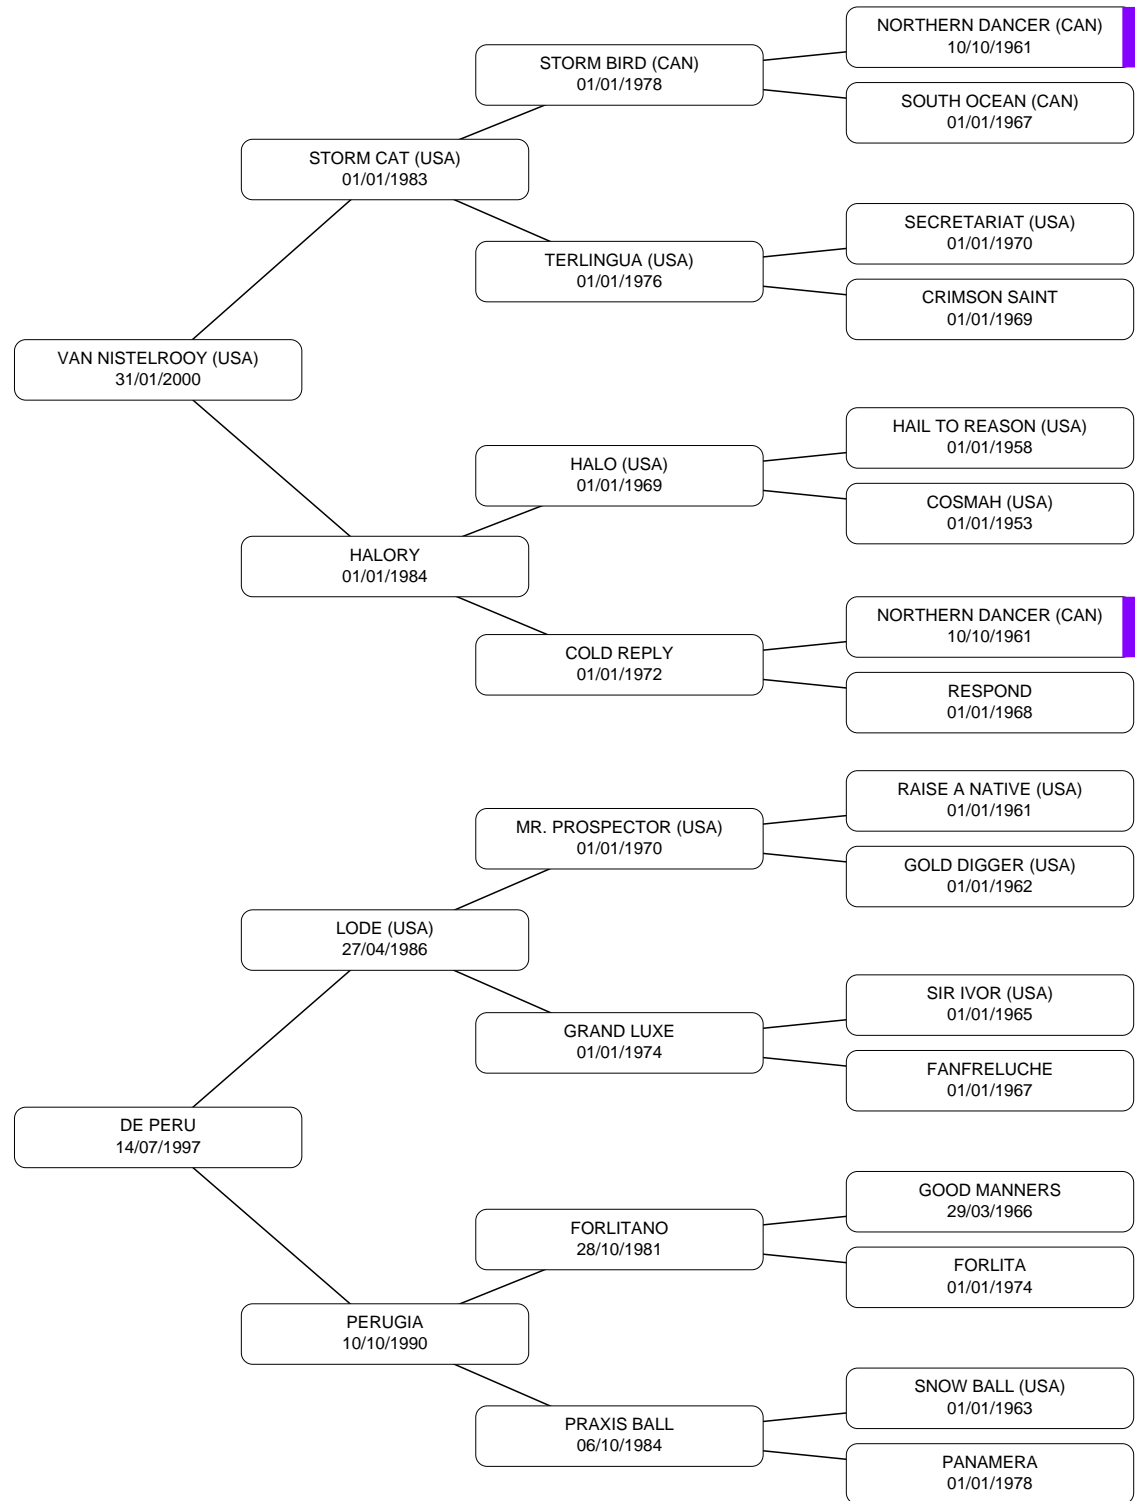 NORTHERN DANCER (CAN)
10/10/1961
STORM BIRD (CAN)
01/01/1978
SOUTH OCEAN (CAN)
01/01/1967
STORM CAT (USA)
01/01/1983
SECRETARIAT (USA)
01/01/1970
TERLINGUA (USA)
01/01/1976
CRIMSON SAINT
01/01/1969
VAN NISTELROOY (USA)
31/01/2000
HAIL TO REASON (USA)
01/01/1958
HALO (USA)
01/01/1969
COSMAH (USA)
01/01/1953
HALORY
01/01/1984
NORTHERN DANCER (CAN)
10/10/1961
COLD REPLY
01/01/1972
RESPOND
01/01/1968
RAISE A NATIVE (USA)
01/01/1961
MR. PROSPECTOR (USA)
01/01/1970
GOLD DIGGER (USA)
01/01/1962
LODE (USA)
27/04/1986
SIR IVOR (USA)
01/01/1965
GRAND LUXE
01/01/1974
FANFRELUCHE
01/01/1967
DE PERU
14/07/1997
GOOD MANNERS
29/03/1966
FORLITANO
28/10/1981
FORLITA
01/01/1974
PERUGIA
10/10/1990
SNOW BALL (USA)
01/01/1963
PRAXIS BALL
06/10/1984
PANAMERA
01/01/1978